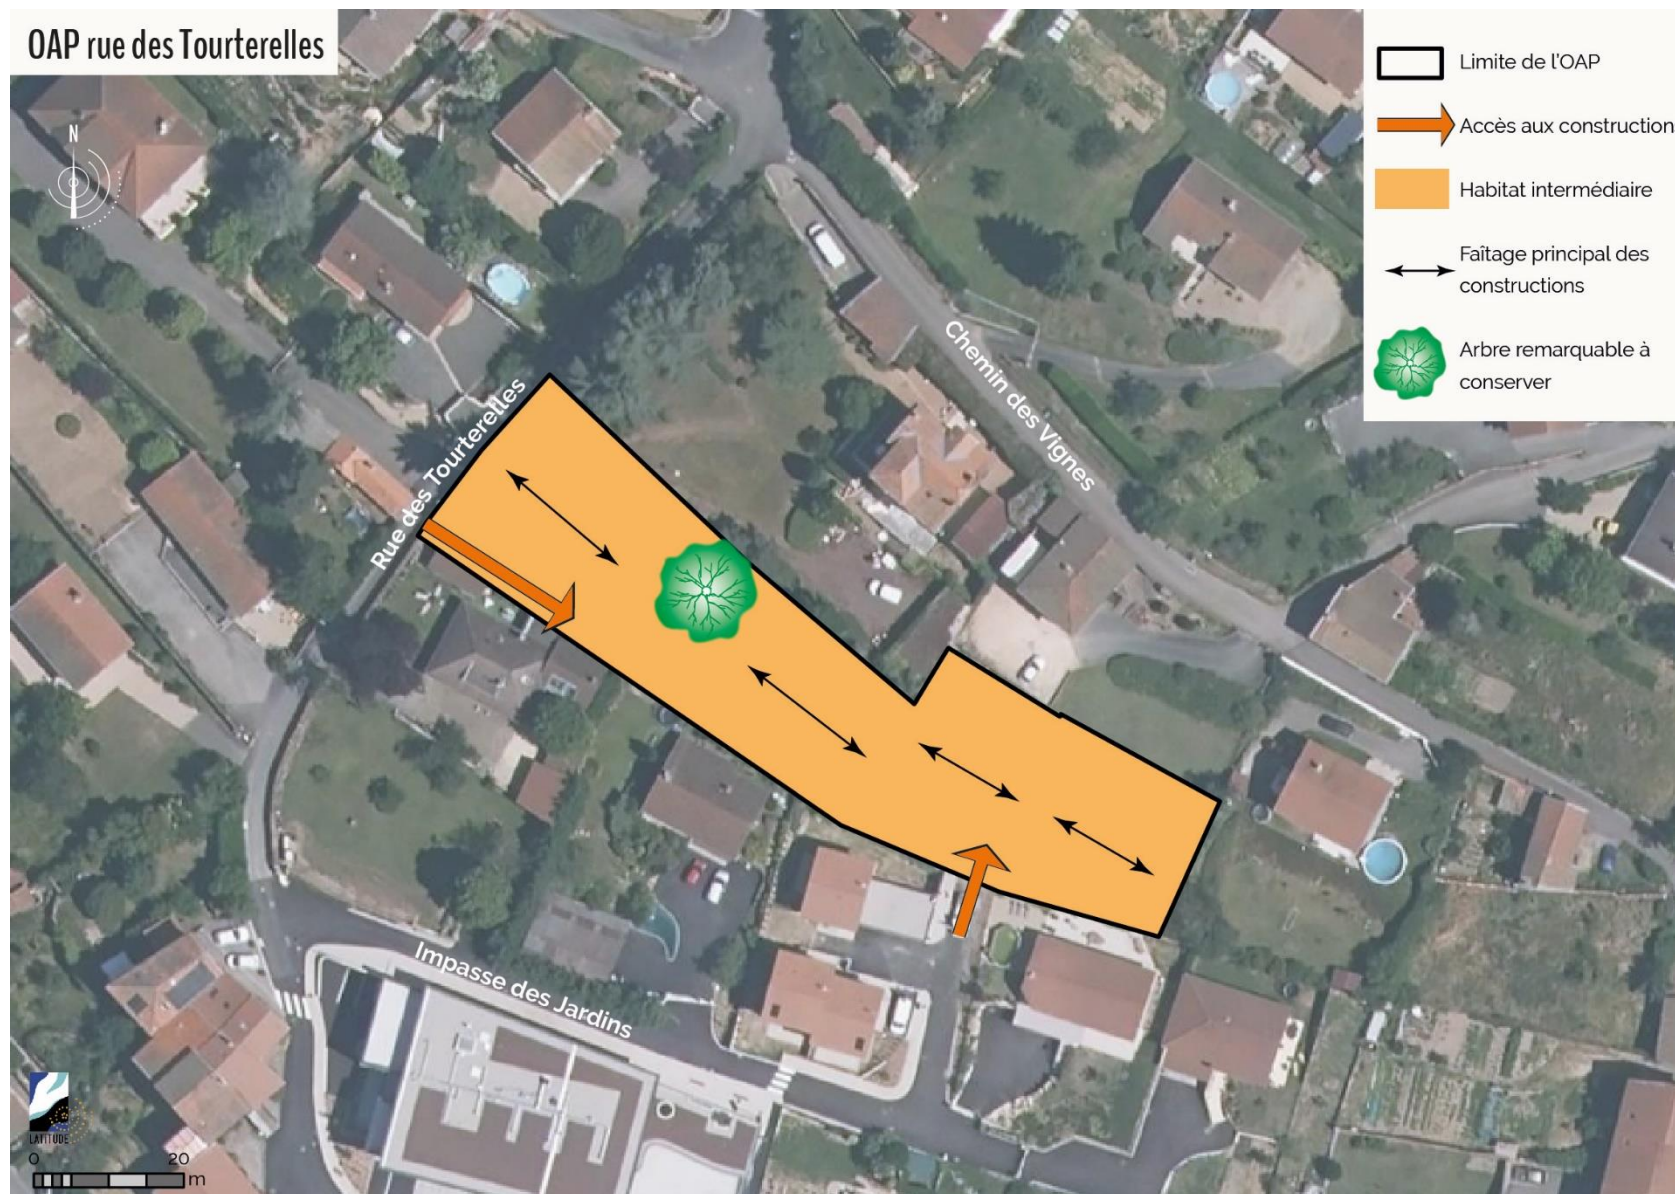 OAP rue des Tourterelles
N
Limite de l'OAP
Accès aux construction
Habitat intermédiaire
Faîtage principal des
constructions
Arbre remarquable à
conserver
Chemin des Vignes
Rue des Tourterelles
Impasse des Jardins
LATITUDE
0 20
m